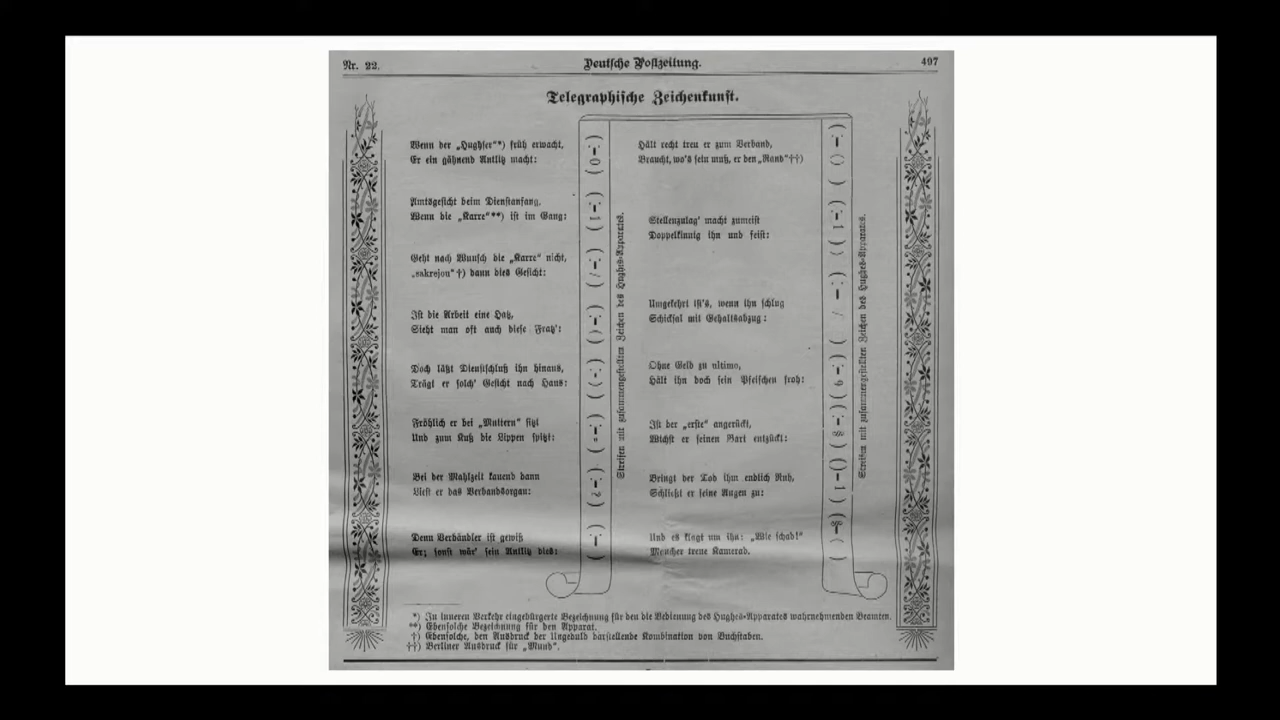 Nr. 22.
Deutsche Postzeitung.
497
Telegraphische Zeichenkunst.
Wenn der „Hughser“*) früh erwacht,
Er ein gähnend Antlitz macht:
Amtsgesicht beim Dienstanfang,
Wenn die „Karre“**) ist im Gang:
Geht nach Wunsch die „Karre“ nicht,
„sakrejou“ †) dann dies Gesicht:
Ist die Arbeit eine Hatz,
Sieht man oft auch diese Fratz':
Doch läßt Dienstschluß ihn hinaus,
Trägt er solch' Gesicht nach Haus:
Fröhlich er bei „Muttern“ sitzt
Und zum Kuß die Lippen spitzt:
Bei der Mahlzeit kauend dann
Liest er das Verbandsorgan:
Denn Verbändler ist gewiß
Er; sonst wär' sein Antlitz dies:
(:-0) (:-1) (:-/) (:-() (:-)) (:-") (:-?) (:- )
Streifen mit zusammengestellten Zeichen des Hughes-Apparates.
Hält recht treu er zum Verband,
Braucht, wo's sein muß, er den „Rand“††)
Stellenzulag' macht zumeist
Doppelkinnig ihn und feist:
Umgekehrt ist's, wenn ihn schlug
Schicksal mit Gehaltsabzug:
Ohne Geld zu ultimo,
Hält ihn doch sein Pfeifchen froh:
Ist der „erste“ angerückt,
Wichst er seinen Bart entzückt:
Bringt der Tod ihm endlich Ruh,
Schließt er seine Augen zu:
Und es klingt um ihn: „Wie schad!“
Mancher treue Kamerad.
Streifen mit zusammengestellten Zeichen des Hughes-Apparates.
*) In inneren Verkehr eingebürgerte Bezeichnung für den die Bedienung des Hughes-Apparates wahrnehmenden Beamten.
**) Ebensolche Bezeichnung für den Apparat.
†) Ebensolche, den Ausdruck der Ungeduld darstellende Kombination von Buchstaben.
††) Berliner Ausdruck für „Mund“.